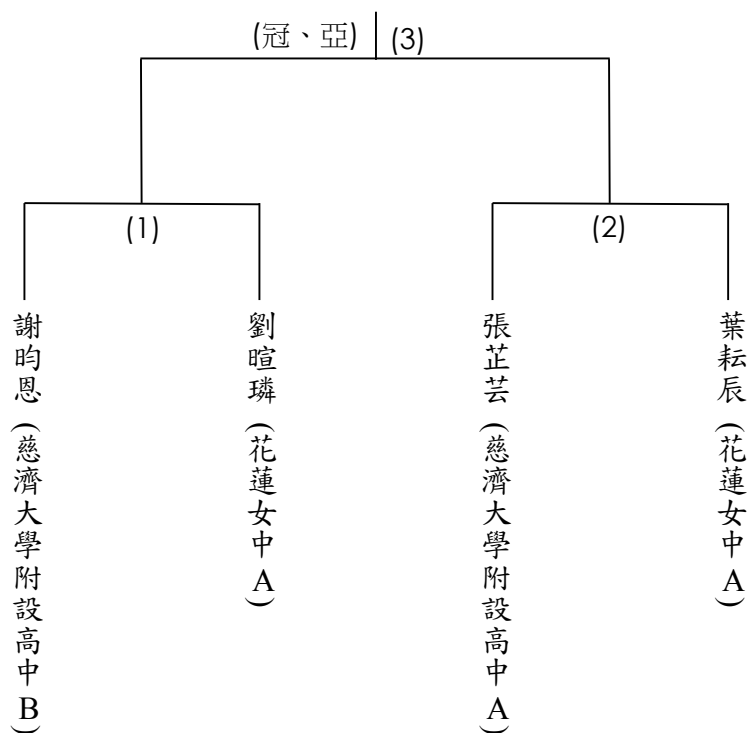 (冠、亞) (3)
(1)
(2)
謝昀恩(慈濟大學附設高中B)
劉暄璘(花蓮女中A)
張芷芸(慈濟大學附設高中A)
葉耘辰(花蓮女中A)